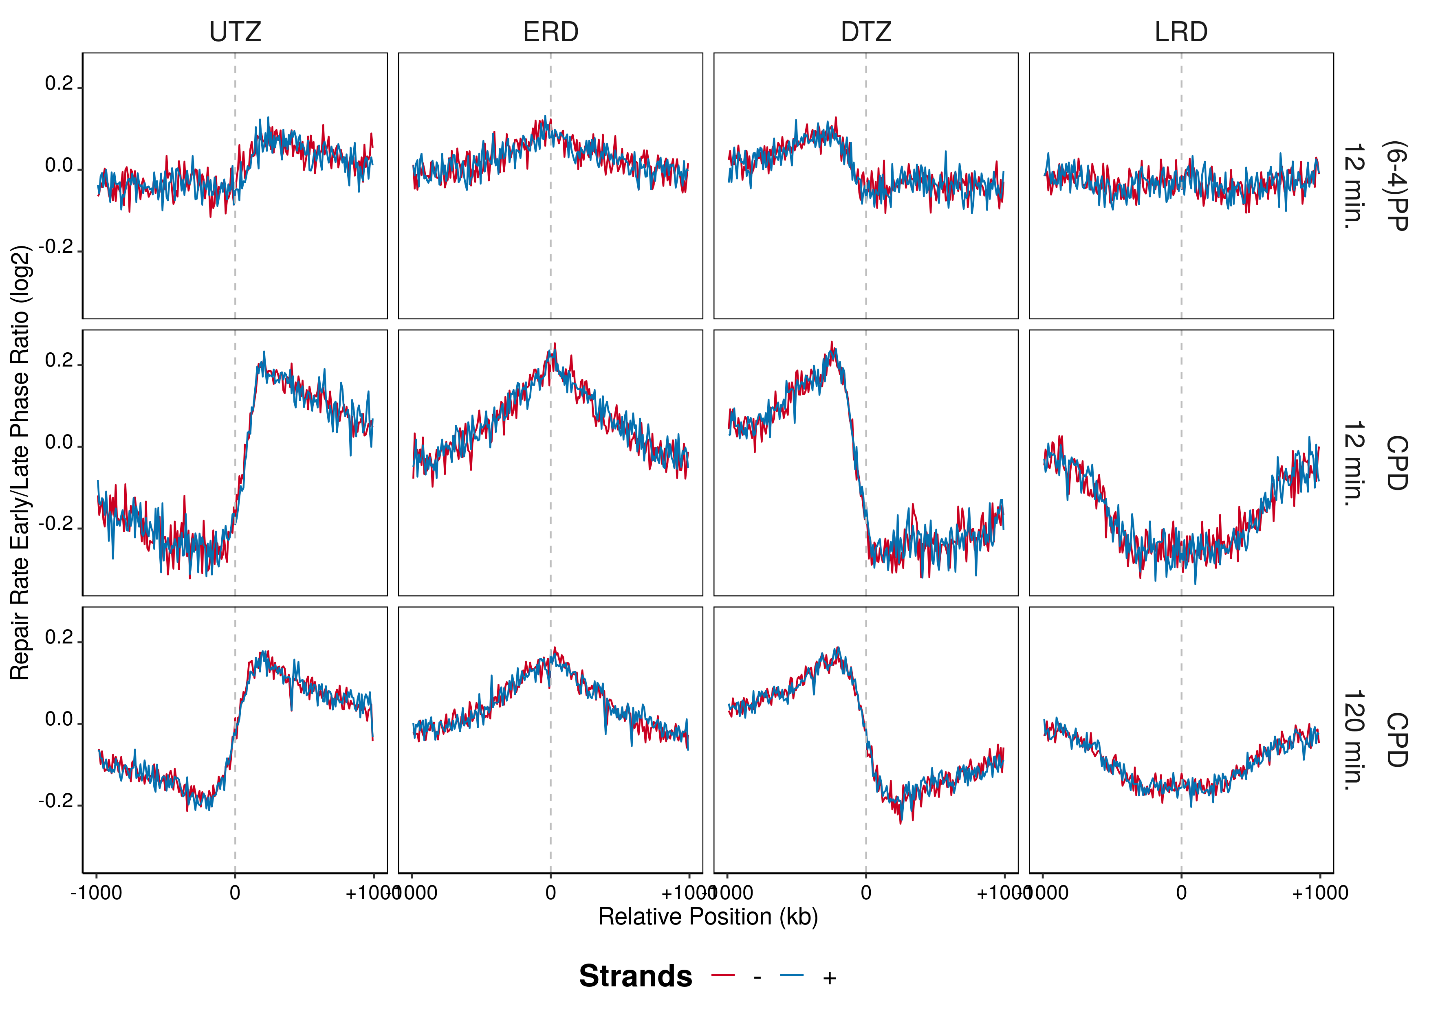 UTZ ERD DTZ LRD
Repair Rate Early/Late Phase Ratio (log2)
0.2
0.0
-0.2
(6-4)PP
12 min.
0.2
0.0
-0.2
CPD
12 min.
0.2
0.0
-0.2
CPD
120 min.
-1000 0 +1000 -1000 0 +1000 -1000 0 +1000 -1000 0 +1000
Relative Position (kb)
Strands - +